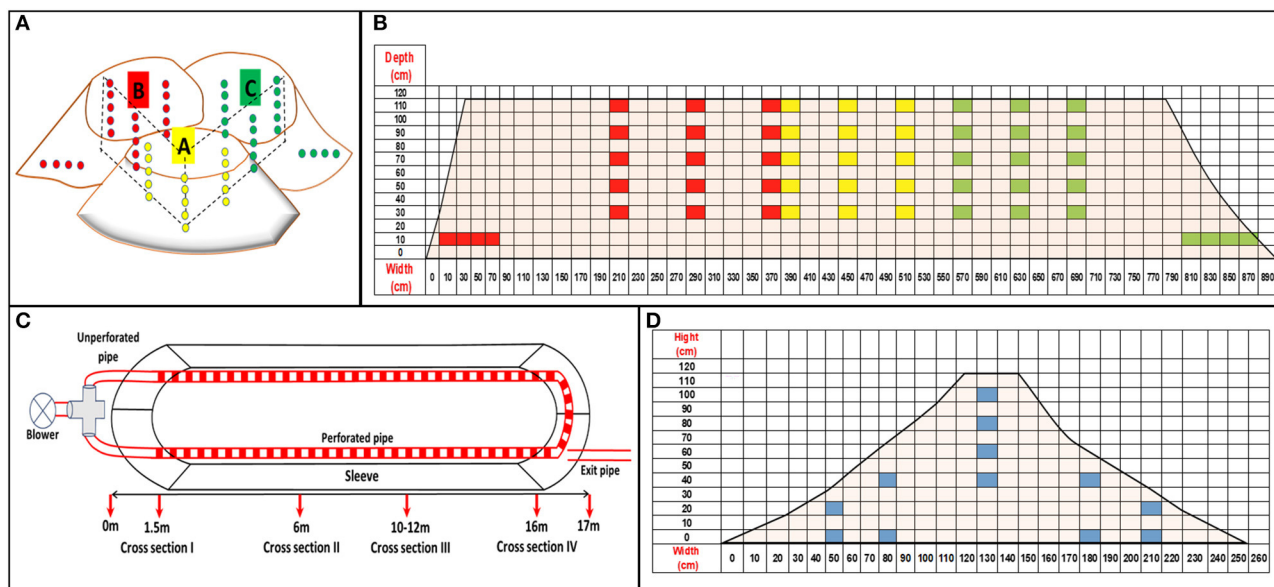 A
B
C
A
B
Depth
(cm)
120
110
100
90
80
70
60
50
40
30
20
10
0
Width
(cm)
0 10 30 50 70 90 110 130 150 170 190 210 230 250 270 290 310 330 350 370 390 410 430 450 470 490 510 530 550 570 590 610 630 650 670 690 710 730 750 770 790 810 830 850 870 890
C
Unperforated
pipe
Blower
Perforated pipe
Sleeve
Exit pipe
0m 1.5m 6m 10-12m 16m 17m
Cross section I Cross section II Cross section III Cross section IV
D
Hight
(cm)
120
110
100
90
80
70
60
50
40
30
20
10
0
Width
(cm)
0 10 20 30 40 50 70 80 90 100 110 120 130 140 150 160 170 180 200 210 220 230 250 260